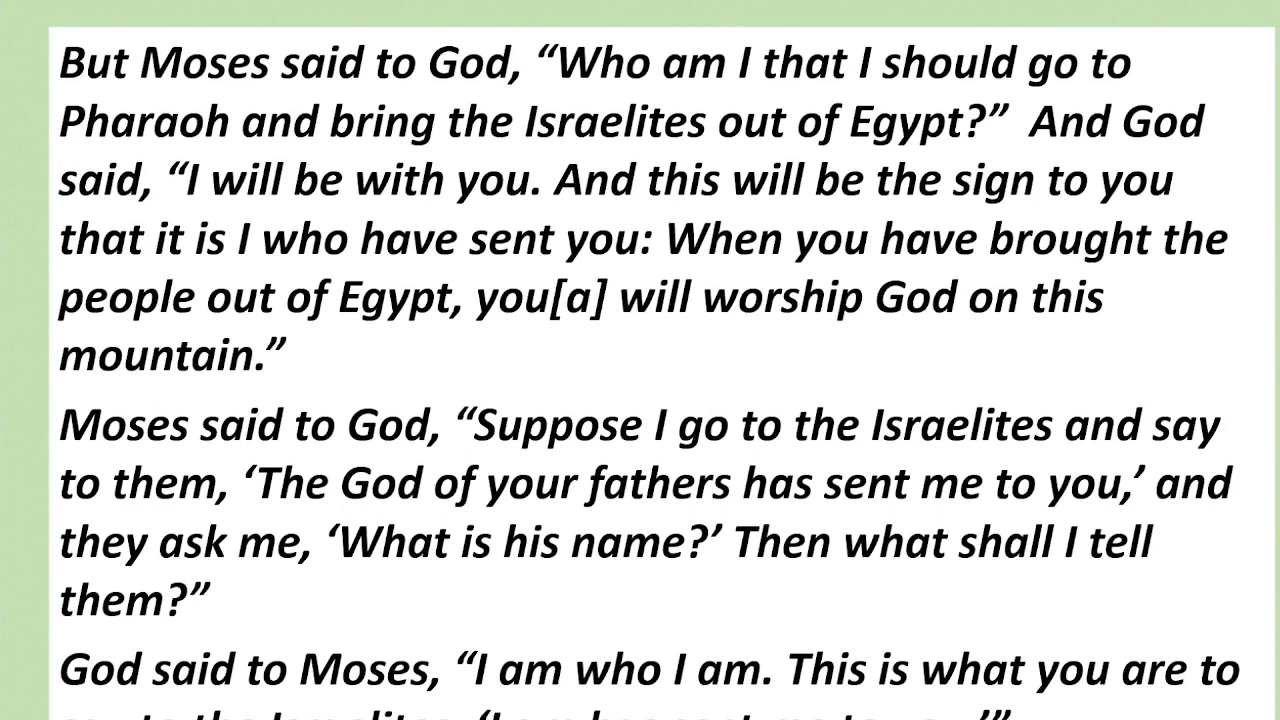 But Moses said to God, “Who am I that I should go to
Pharaoh and bring the Israelites out of Egypt?”  And God
said, “I will be with you. And this will be the sign to you
that it is I who have sent you: When you have brought the
people out of Egypt, you[a] will worship God on this
mountain.”
Moses said to God, “Suppose I go to the Israelites and say
to them, ‘The God of your fathers has sent me to you,’ and
they ask me, ‘What is his name?’ Then what shall I tell
them?”
God said to Moses, “I am who I am. This is what you are to